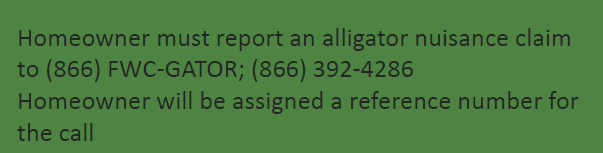 Homeowner must report an alligator nuisance claim
to (866) FWC-GATOR; (866) 392-4286
Homeowner will be assigned a reference number for
the call